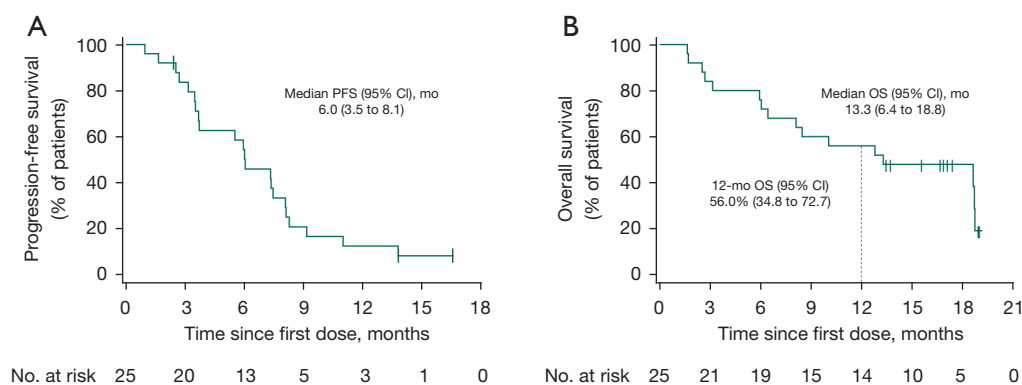 A
Progression-free survival
(% of patients)
100
80
60
40
20
0
Median PFS (95% CI), mo
6.0 (3.5 to 8.1)
0 3 6 9 12 15 18
Time since first dose, months
No. at risk 25 20 13 5 3 1 0
B
Overall survival
(% of patients)
100
80
60
40
20
0
Median OS (95% CI), mo
13.3 (6.4 to 18.8)
12-mo OS (95% CI)
56.0% (34.8 to 72.7)
0 3 6 9 12 15 18 21
Time since first dose, months
No. at risk 25 21 19 15 14 10 5 0